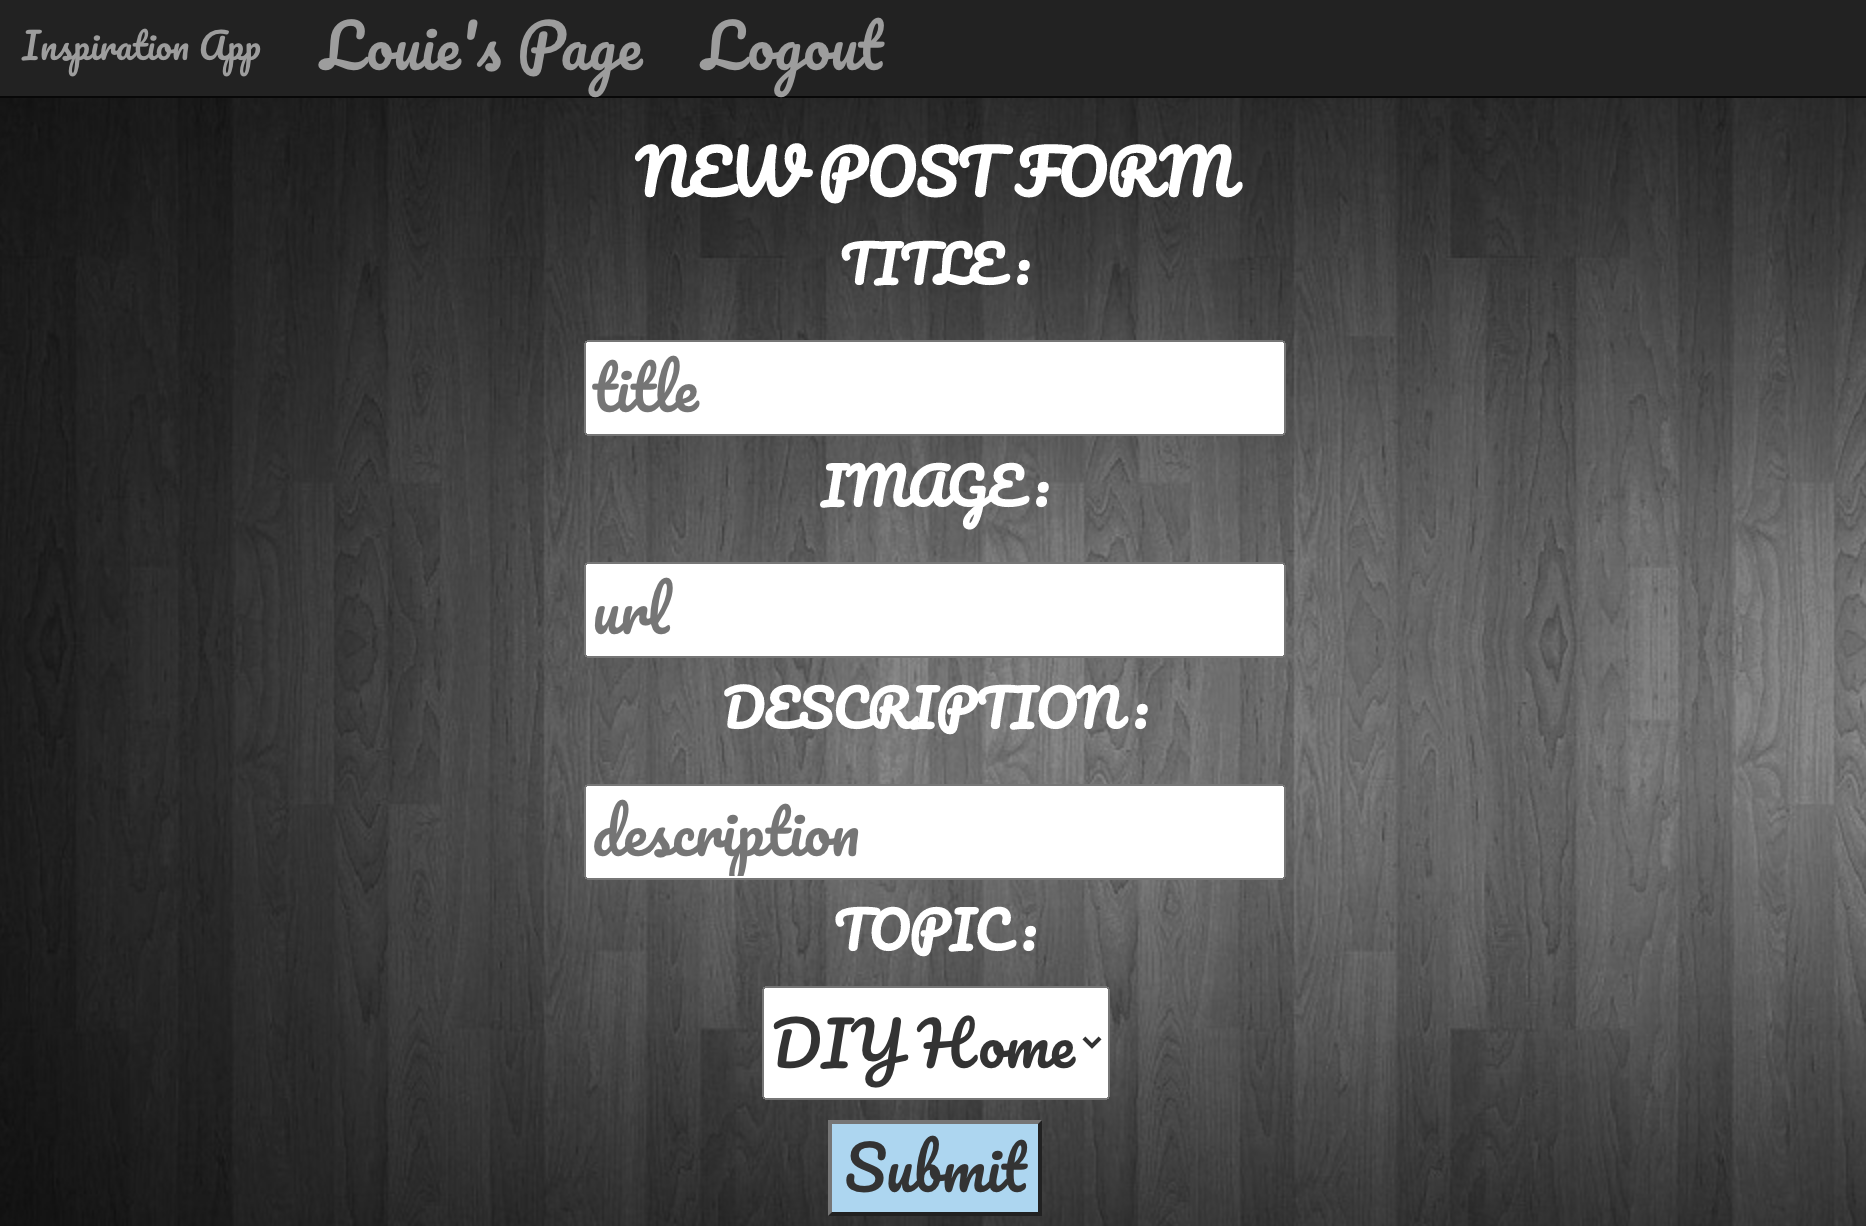 Inspiration App Louie's Page Logout
NEW POST FORM
TITLE:
title
IMAGE:
url
DESCRIPTION:
description
TOPIC:
DIY Home
Submit